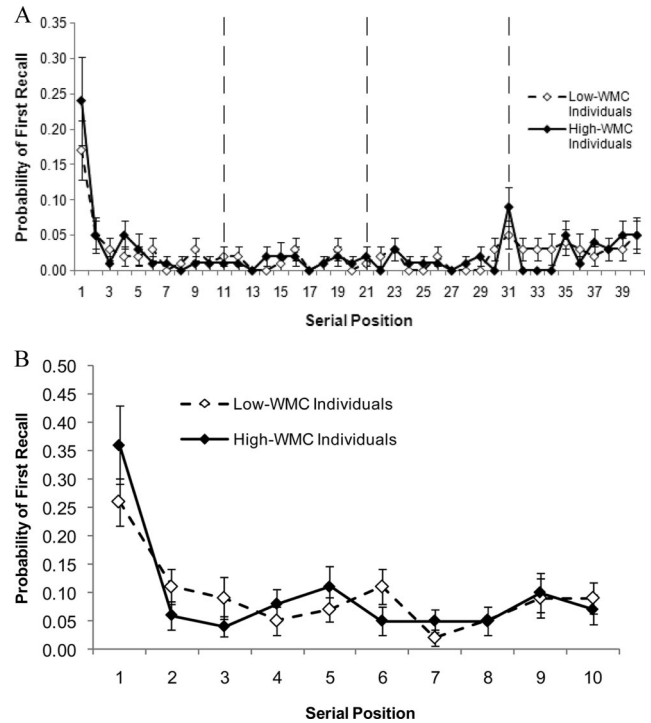 A
Probability of First Recall
0.35
0.30
0.25
0.20
0.15
0.10
0.05
0.00
Low-WMC
Individuals
High-WMC
Individuals
1 3 5 7 9 11 13 15 17 19 21 23 25 27 29 31 33 35 37 39
Serial Position
B
Probability of First Recall
0.50
0.45
0.40
0.35
0.30
0.25
0.20
0.15
0.10
0.05
0.00
Low-WMC Individuals
High-WMC Individuals
1 2 3 4 5 6 7 8 9 10
Serial Position